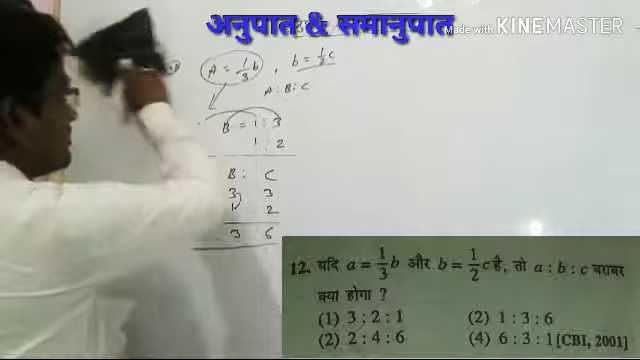 अनुपात & समानुपात
Made with KINEMASTER
A = 1/3 b , b = 1/2 c
A : B : C
B = 1 : 3
1 : 2
B : C
3 3
1 2
3 6
12. यदि a = 1/3 b और b = 1/2 c है, तो a : b : c बराबर
क्या होगा ?
(1) 3 : 2 : 1 (2) 1 : 3 : 6
(2) 2 : 4 : 6 (4) 6 : 3 : 1 [CBI, 2001]